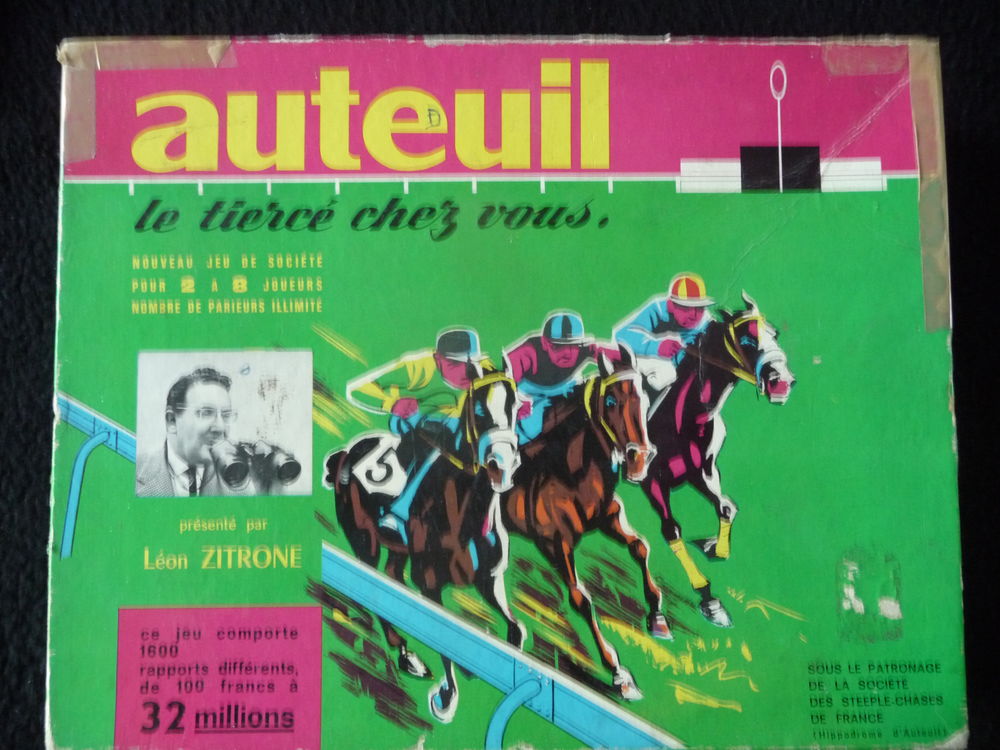 auteuil
le tiercé chez vous.
NOUVEAU JEU DE SOCIÉTÉ
POUR 2 A 8 JOUEURS
NOMBRE DE PARIEURS ILLIMITÉ
5
présenté par
Léon ZITRONE
ce jeu comporte
1600
rapports différents,
de 100 francs à
32 millions
SOUS LE PATRONAGE
DE LA SOCIÉTÉ
DES STEEPLE-CHASES
DE FRANCE
(Hippodrome d'Auteuil)